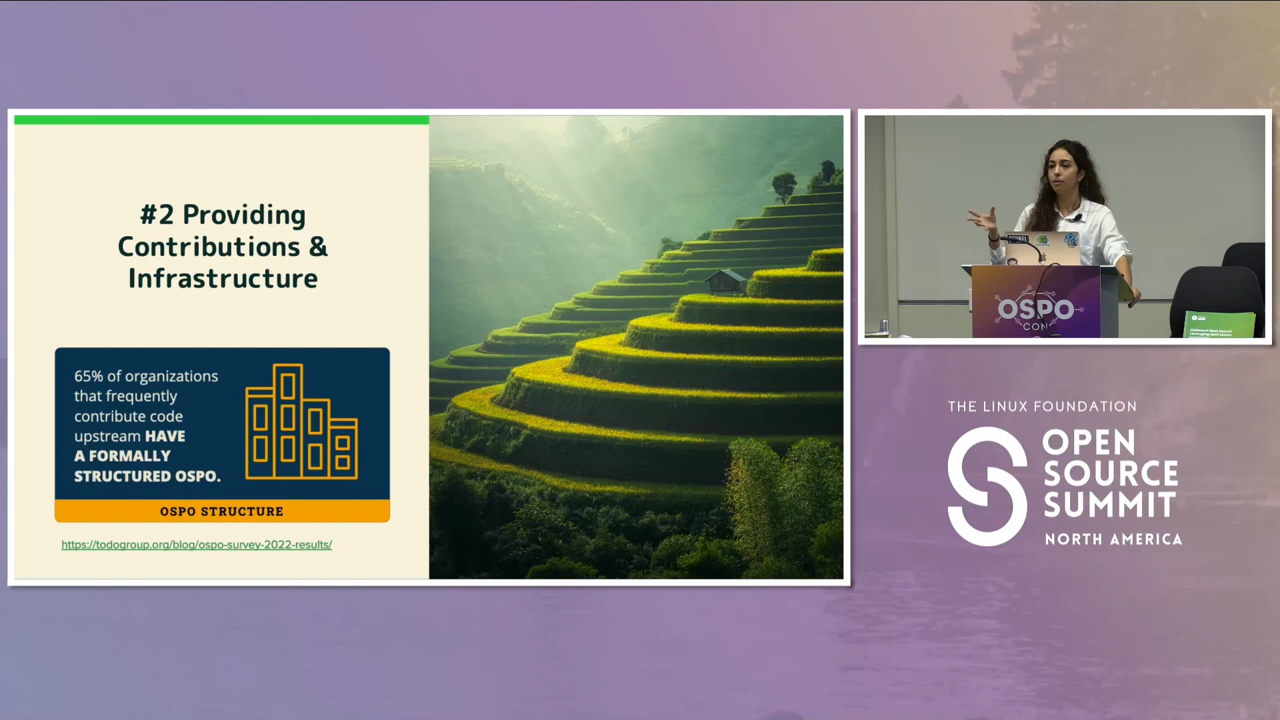 #2 Providing
Contributions &
Infrastructure
65% of organizations
that frequently
contribute code
upstream HAVE
A FORMALLY
STRUCTURED OSPO.
OSPO STRUCTURE
https://todogroup.org/blog/ospo-survey-2022-results/
OSPO
CON
THE LINUX FOUNDATION
OPEN
SOURCE
SUMMIT
NORTH AMERICA